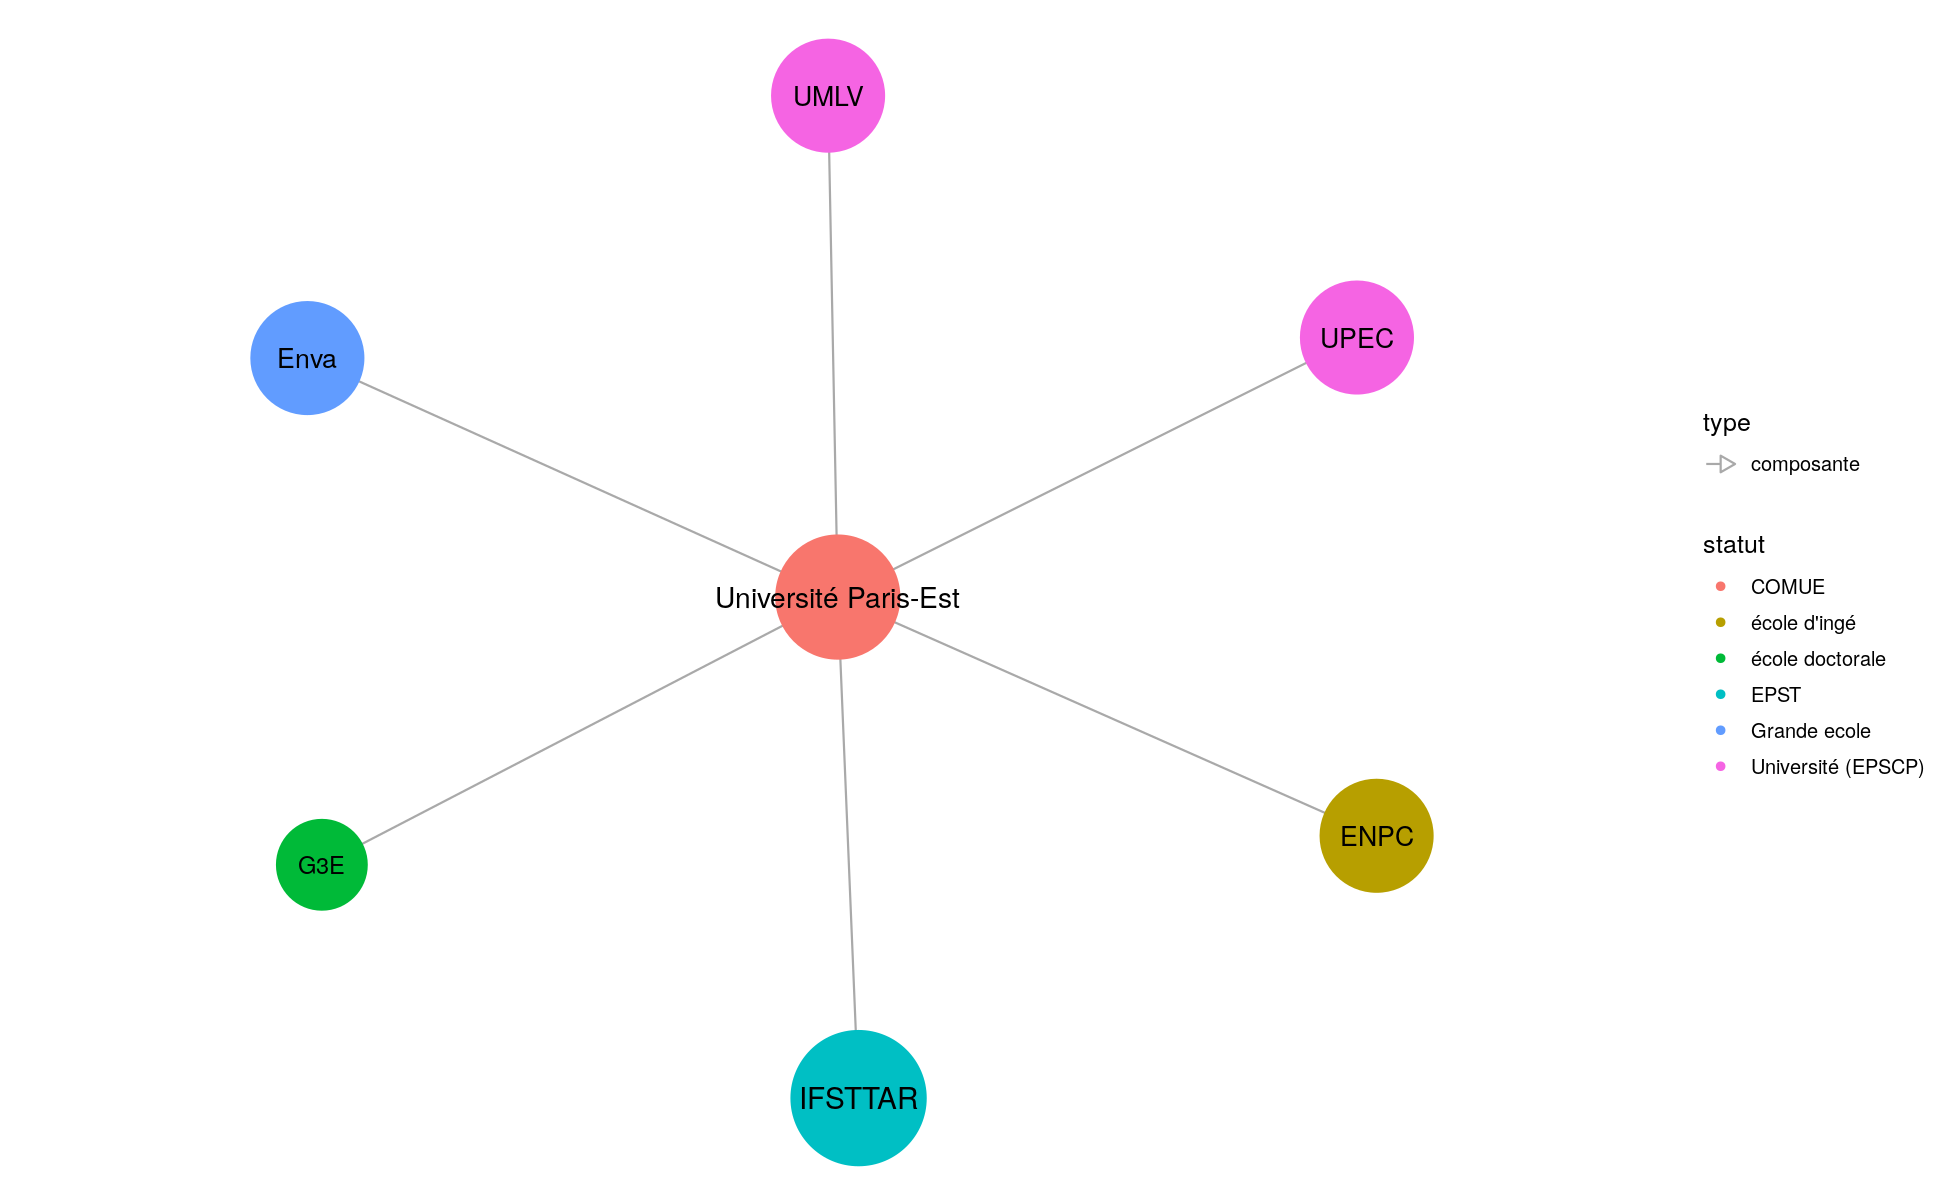 UMLV
UPEC
Enva
Université Paris-Est
ENPC
G3E
IFSTTAR
type
composante
statut
COMUE
école d'ingé
école doctorale
EPST
Grande ecole
Université (EPSCP)